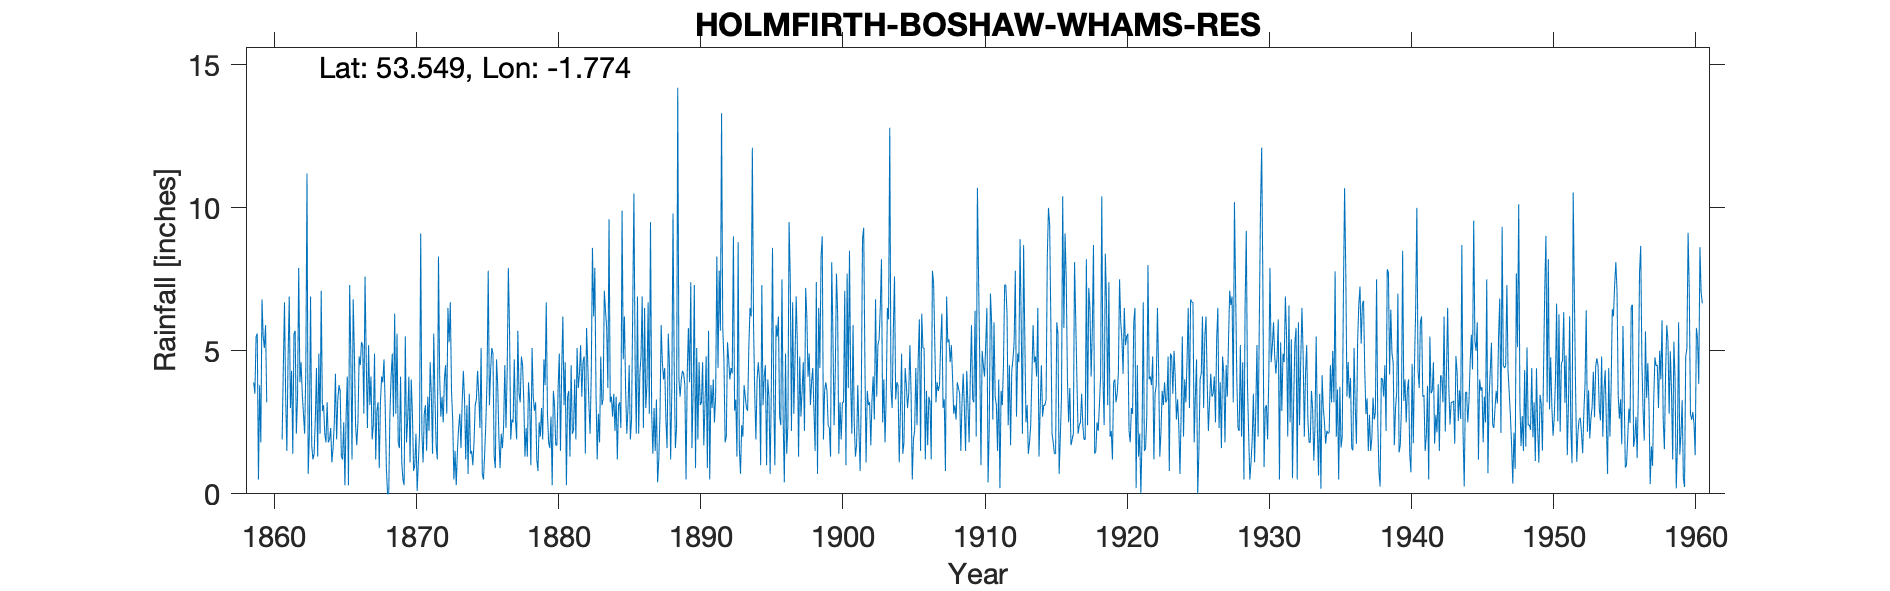 HOLMFIRTH-BOSHAW-WHAMS-RES
Lat: 53.549, Lon: -1.774
15
10
5
0
Rainfall [inches]
1860 1870 1880 1890 1900 1910 1920 1930 1940 1950 1960
Year